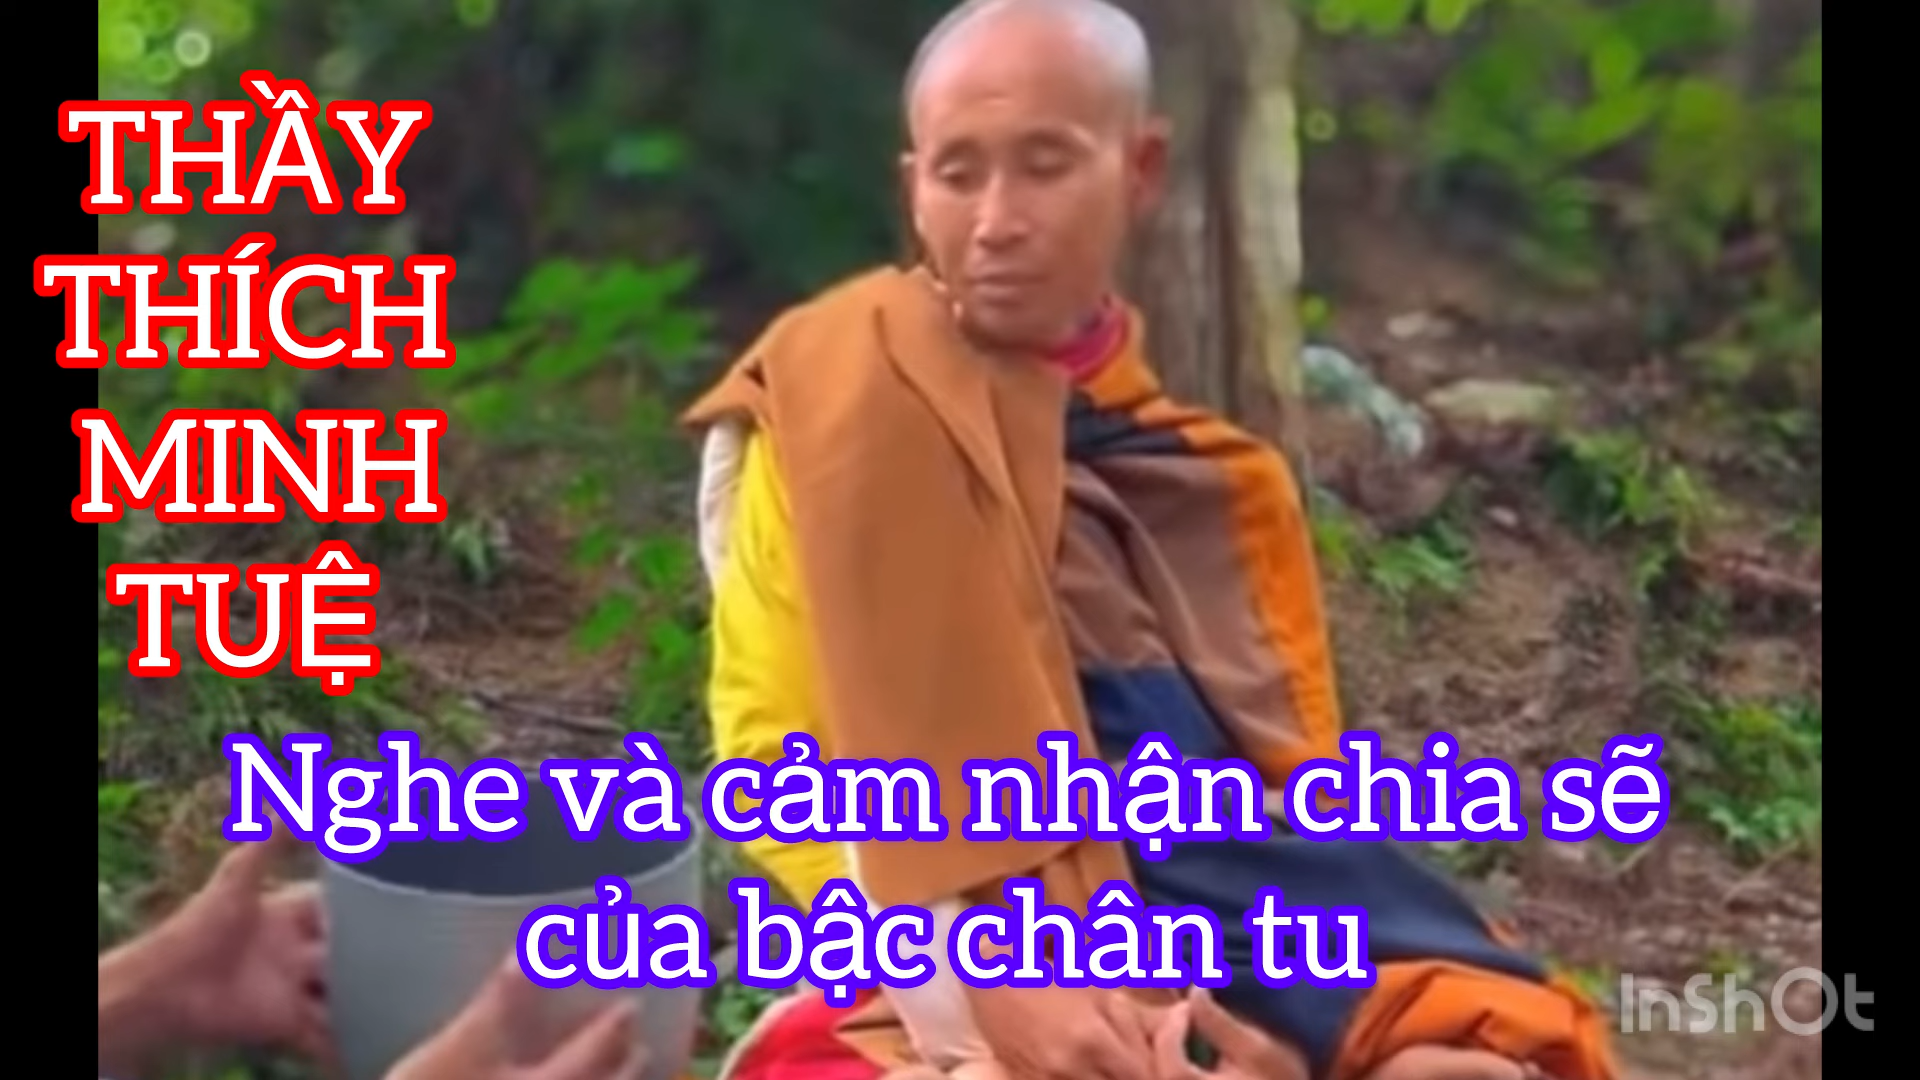 THẦY
THÍCH
MINH
TUỆ
Nghe và cảm nhận chia sẽ
của bậc chân tu
InShOt